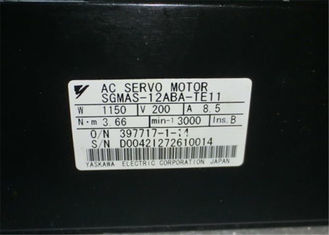 AC SERVO MOTOR
SGMAS-12ABA-TE11
W 1150 V 200 A 8.5
N·m 3.66 min-1 3000 Ins. B
O/N 397717-1-14
S/N D00421272610014
YASKAWA ELECTRIC CORPORATION JAPAN